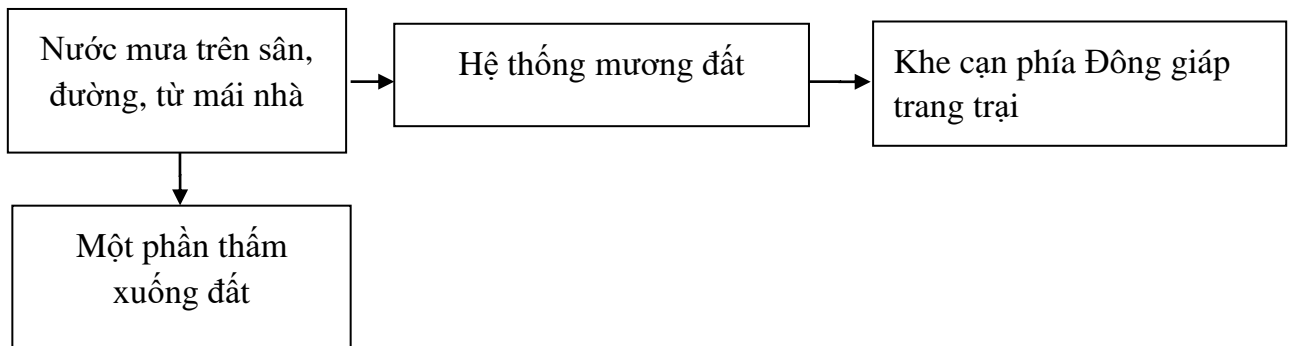 Nước mưa trên sân,
đường, từ mái nhà
Hệ thống mương đất
Khe cạn phía Đông giáp
trang trại
Một phần thấm
xuống đất